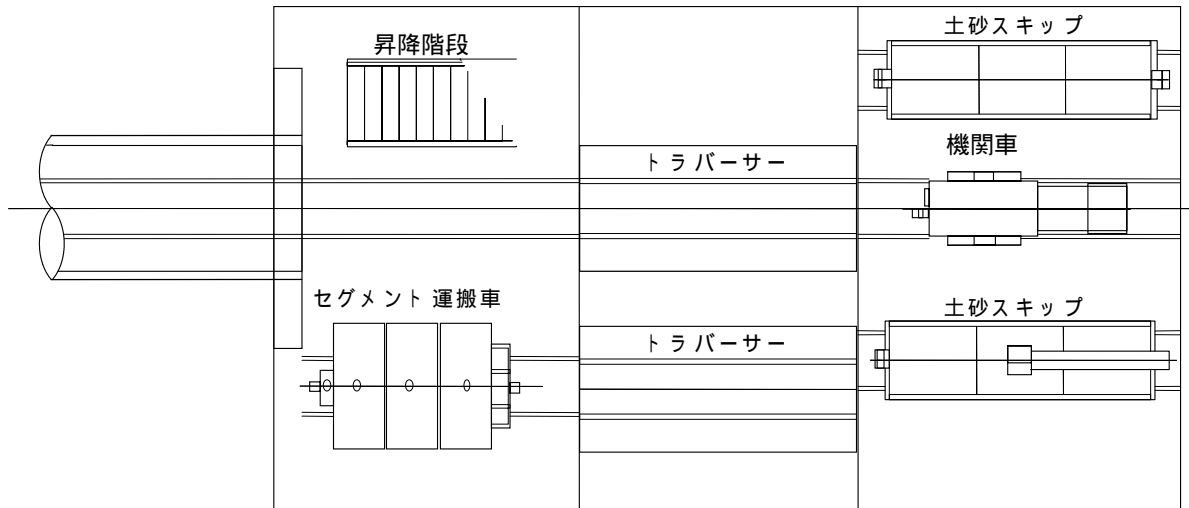 昇降階段
土砂スキップ
機関車
トラバーサー
セグメント運搬車
トラバーサー
土砂スキップ